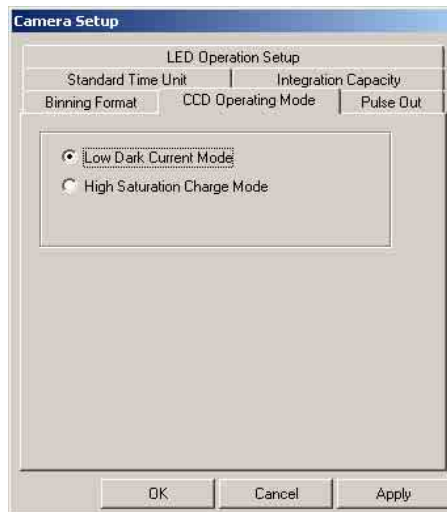 Camera Setup
LED Operation Setup
Standard Time Unit
Integration Capacity
Binning Format
CCD Operating Mode
Pulse Out
Low Dark Current Mode
High Saturation Charge Mode
OK
Cancel
Apply